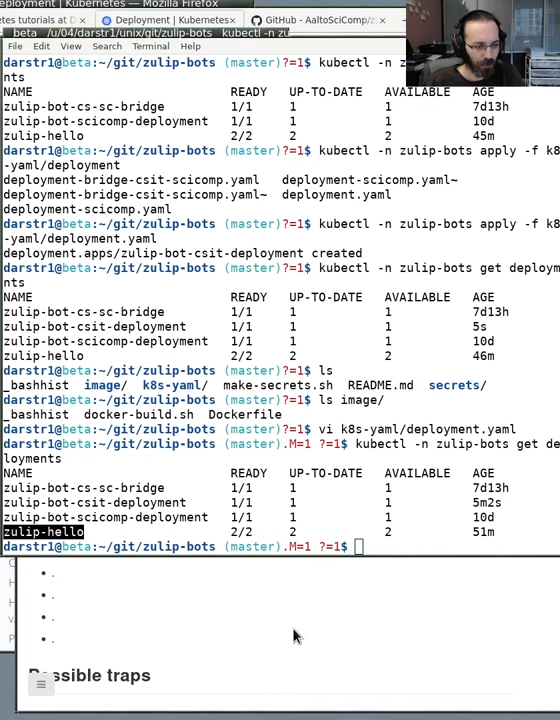 ployment | Kubernetes — Mozilla Firefox
etes tutorials at D × Deployment | Kubernetes × GitHub - AaltoSciComp/z
beta /u/04/darstr1/unix/git/zulip-bots kubectl -n zu
File Edit View Search Terminal Help
darstr1@beta:~/git/zulip-bots (master)?=1$ kubectl -n z
nts
NAME READY UP-TO-DATE AVAILABLE AGE
zulip-bot-cs-sc-bridge 1/1 1 1 7d13h
zulip-bot-scicomp-deployment 1/1 1 1 10d
zulip-hello 2/2 2 2 45m
darstr1@beta:~/git/zulip-bots (master)?=1$ kubectl -n zulip-bots apply -f k8
-yaml/deployment
deployment-bridge-csit-scicomp.yaml deployment-scicomp.yaml~
deployment-bridge-csit-scicomp.yaml~ deployment.yaml
deployment-scicomp.yaml
darstr1@beta:~/git/zulip-bots (master)?=1$ kubectl -n zulip-bots apply -f k8
-yaml/deployment.yaml
deployment.apps/zulip-bot-csit-deployment created
darstr1@beta:~/git/zulip-bots (master)?=1$ kubectl -n zulip-bots get deploym
nts
NAME READY UP-TO-DATE AVAILABLE AGE
zulip-bot-cs-sc-bridge 1/1 1 1 7d13h
zulip-bot-csit-deployment 1/1 1 1 5s
zulip-bot-scicomp-deployment 1/1 1 1 10d
zulip-hello 2/2 2 2 46m
darstr1@beta:~/git/zulip-bots (master)?=1$ ls
_bashhist image/ k8s-yaml/ make-secrets.sh README.md secrets/
darstr1@beta:~/git/zulip-bots (master)?=1$ ls image/
_bashhist docker-build.sh Dockerfile
darstr1@beta:~/git/zulip-bots (master)?=1$ vi k8s-yaml/deployment.yaml
darstr1@beta:~/git/zulip-bots (master).M=1 ?=1$ kubectl -n zulip-bots get de
loyments
NAME READY UP-TO-DATE AVAILABLE AGE
zulip-bot-cs-sc-bridge 1/1 1 1 7d13h
zulip-bot-csit-deployment 1/1 1 1 5m2s
zulip-bot-scicomp-deployment 1/1 1 1 10d
zulip-hello 2/2 2 2 51m
darstr1@beta:~/git/zulip-bots (master).M=1 ?=1$
Possible traps